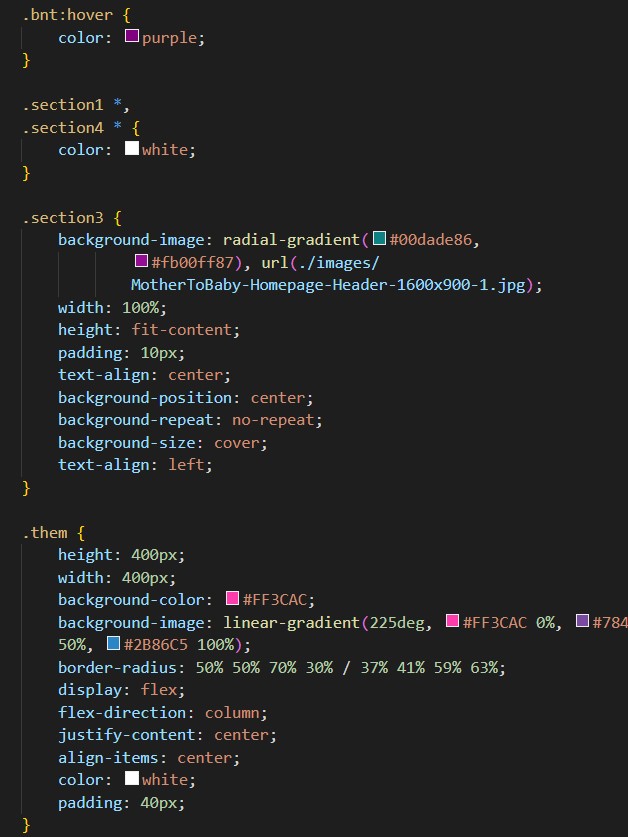 .bnt:hover {
color: purple;
}
.section1 *,
.section4 * {
color: white;
}
.section3 {
background-image: radial-gradient(#00dade86,
#fb00ff87), url(./images/
MotherToBaby-Homepage-Header-1600x900-1.jpg);
width: 100%;
height: fit-content;
padding: 10px;
text-align: center;
background-position: center;
background-repeat: no-repeat;
background-size: cover;
text-align: left;
}
.them {
height: 400px;
width: 400px;
background-color: #FF3CAC;
background-image: linear-gradient(225deg, #FF3CAC 0%, #784
50%, #2B86C5 100%);
border-radius: 50% 50% 70% 30% / 37% 41% 59% 63%;
display: flex;
flex-direction: column;
justify-content: center;
align-items: center;
color: white;
padding: 40px;
}